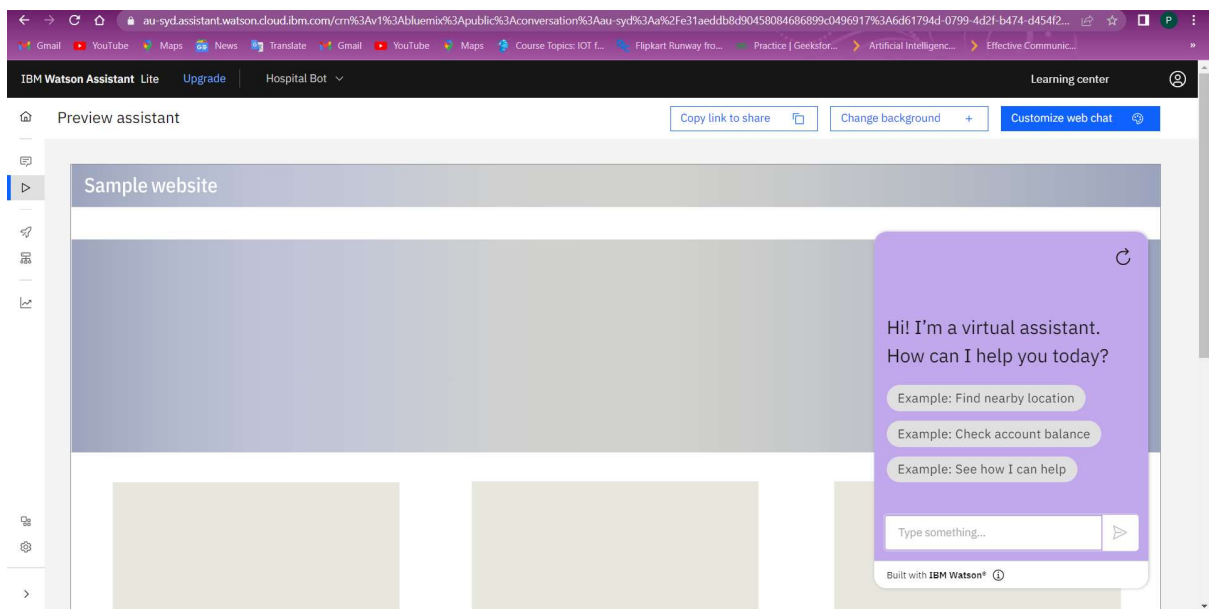 au-syd.assistant.watson.cloud.ibm.com/crn%3Av1%3Abluemix%3Apublic%3Aconversation%3Aau-syd%3Aa%2Fe31aeddb8d90458084686899c0496917%3A6d61794d-0799-4d2f-b474-d454f2... P
Gmail YouTube Maps News Translate Gmail YouTube Maps Course Topics: IOT f... Flipkart Runway fro... Practice | Geeksfor... Artificial Intelligenc... Effective Communic... »
IBM Watson Assistant Lite Upgrade Hospital Bot Learning center
Preview assistant Copy link to share Change background + Customize web chat
Sample website
Hi! I'm a virtual assistant.
How can I help you today?
Example: Find nearby location
Example: Check account balance
Example: See how I can help
Type something...
Built with IBM Watson®